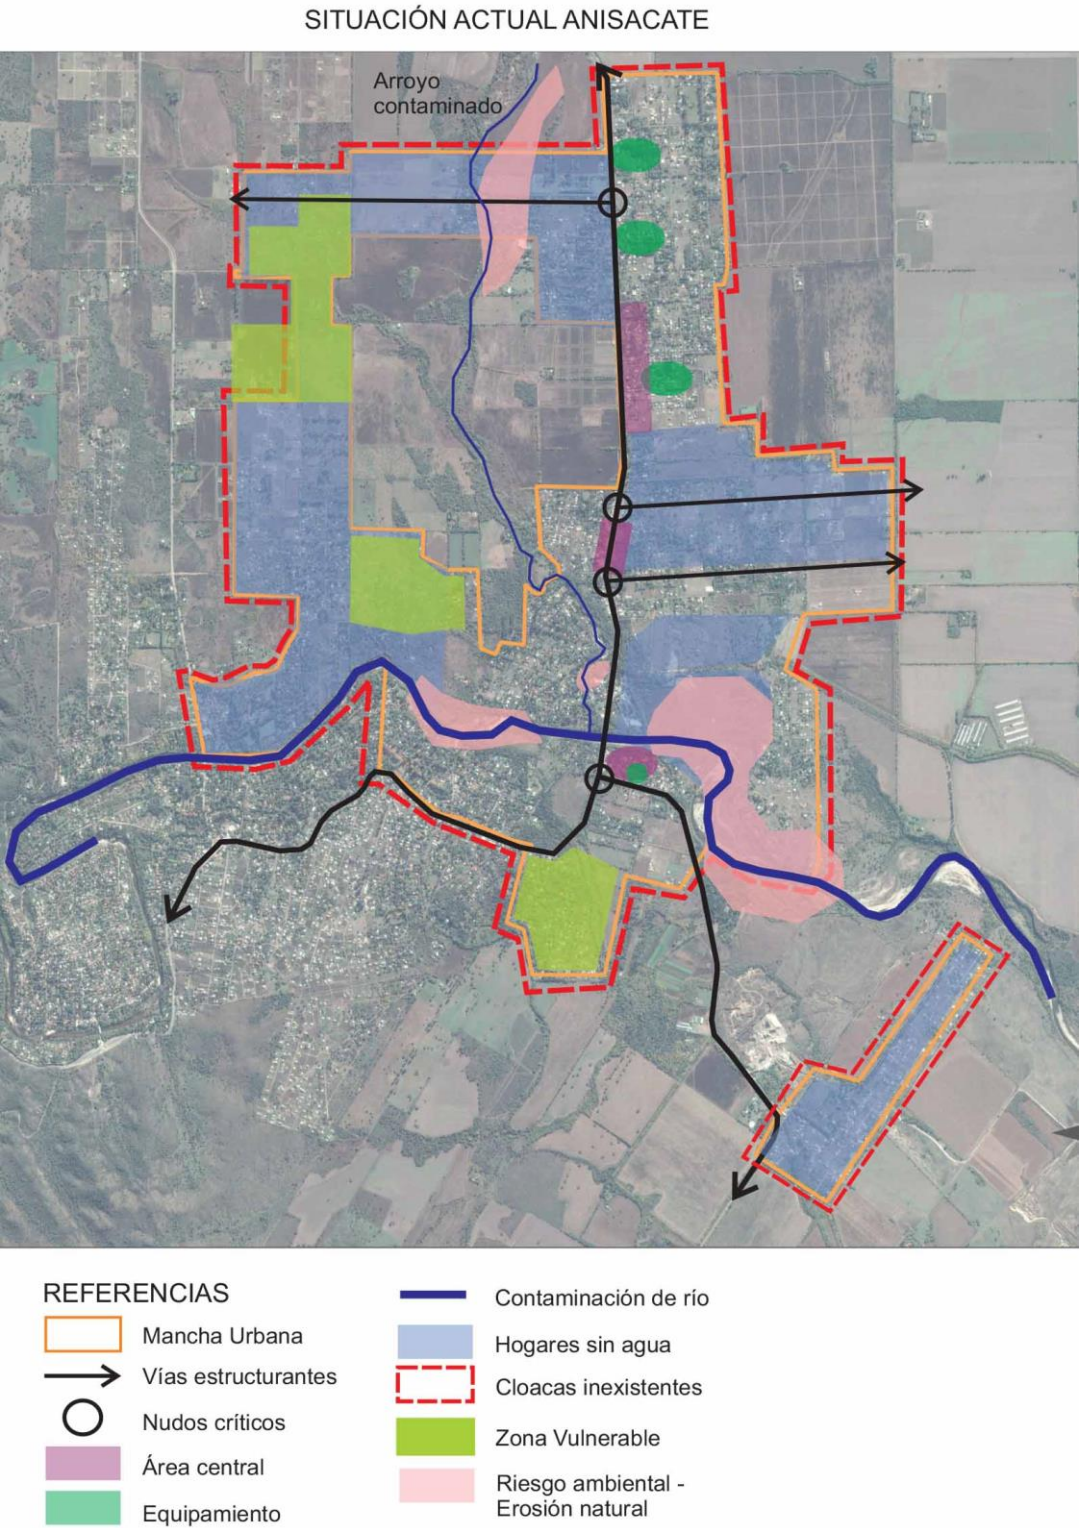 SITUACIÓN ACTUAL ANISACATE
Arroyo
contaminado
REFERENCIAS
Mancha Urbana
Vías estructurantes
Nudos críticos
Área central
Equipamiento
Contaminación de río
Hogares sin agua
Cloacas inexistentes
Zona Vulnerable
Riesgo ambiental -
Erosión natural